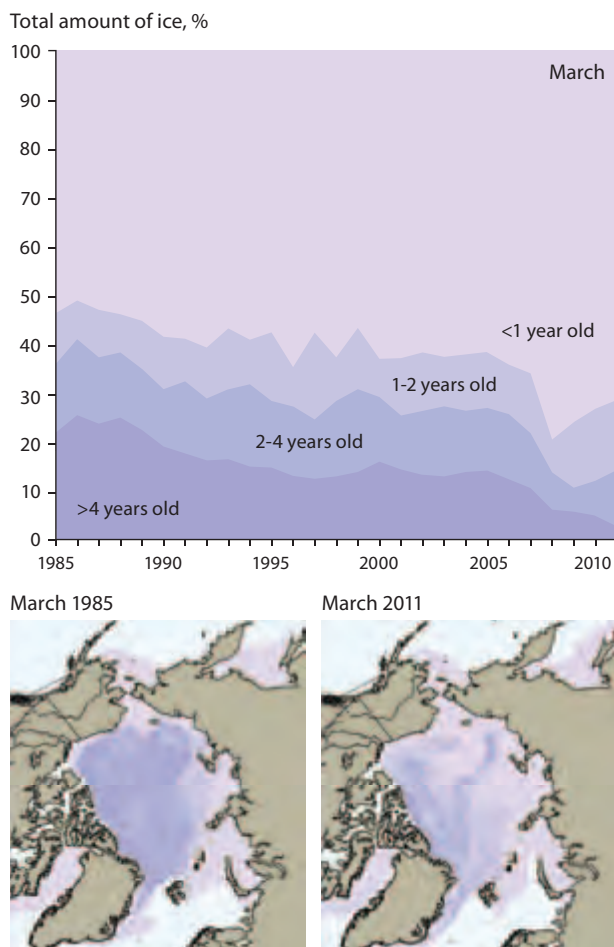 Total amount of ice, %
100
March
90
80
70
60
50
<1 year old
40
1-2 years old
30
2-4 years old
20
10
>4 years old
0
1985 1990 1995 2000 2005 2010
March 1985 March 2011